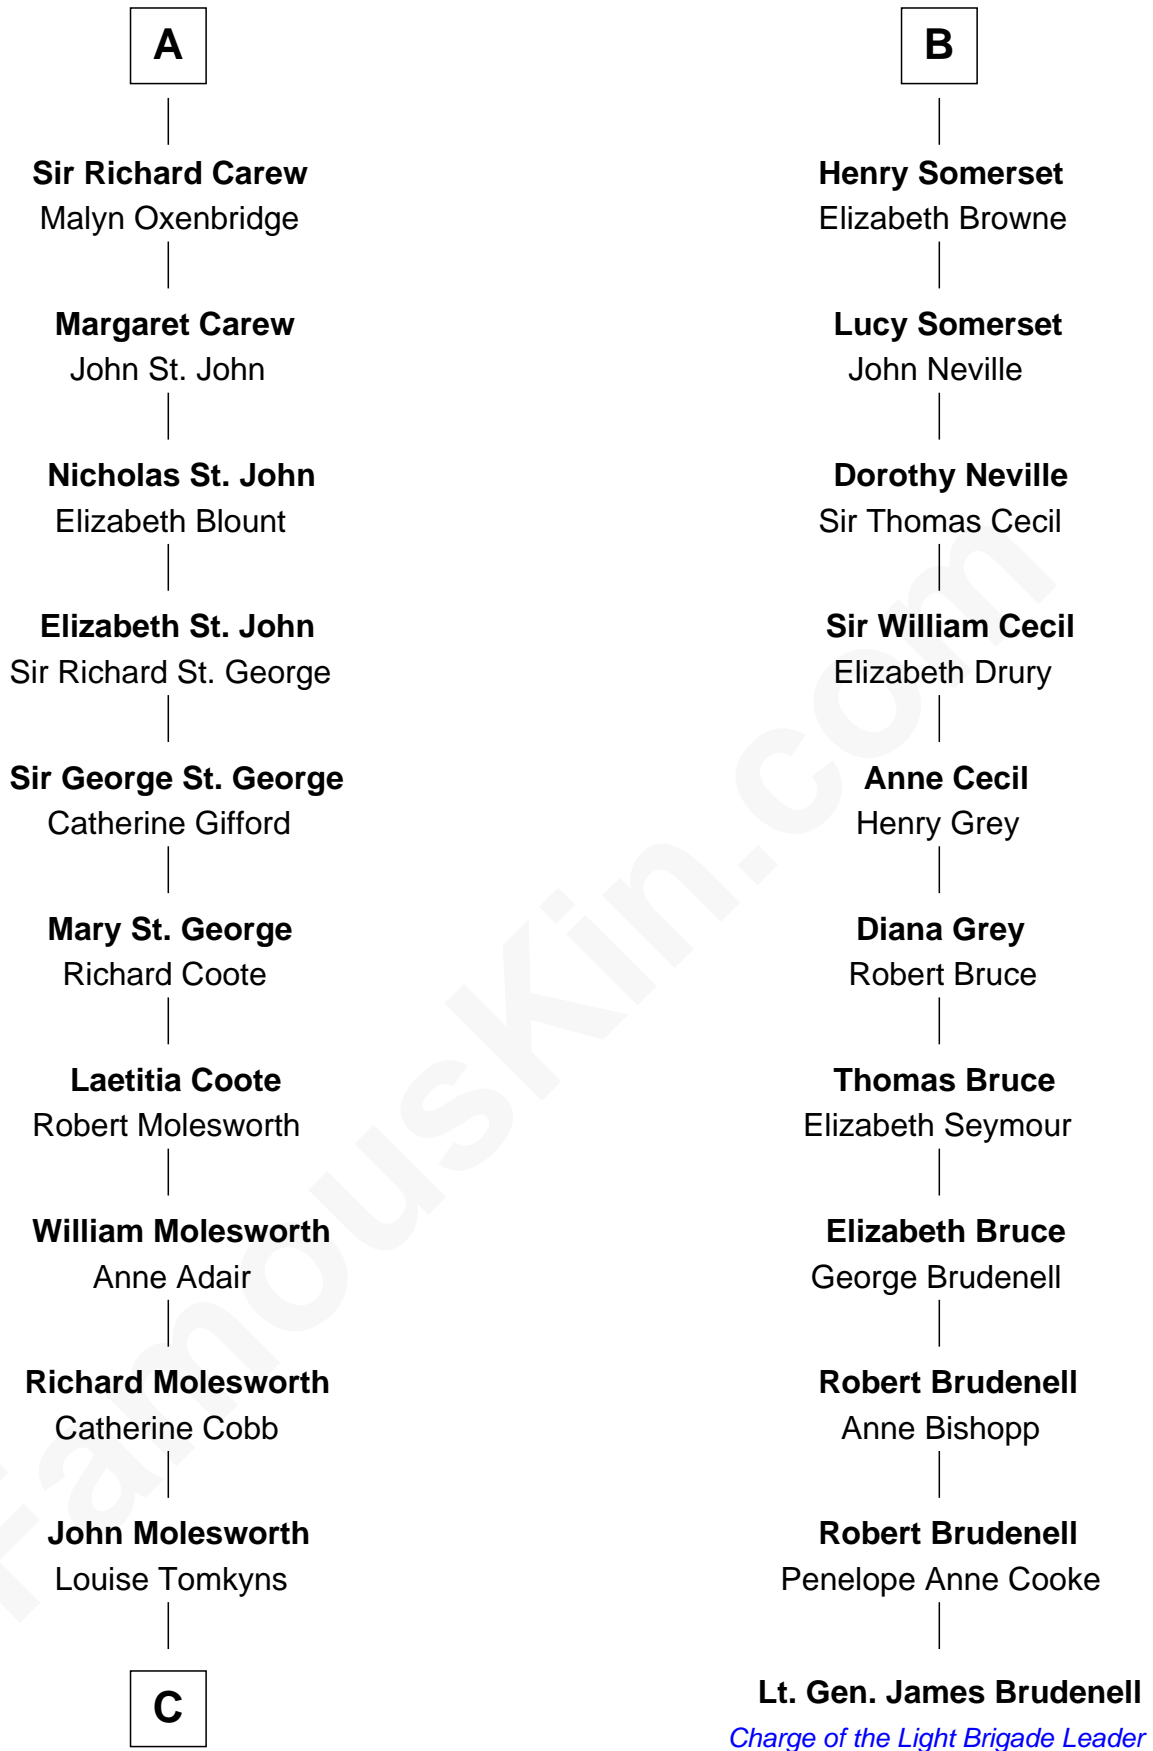 A
Sir Richard Carew
Malyn Oxenbridge
Margaret Carew
John St. John
Nicholas St. John
Elizabeth Blount
Elizabeth St. John
Sir Richard St. George
Sir George St. George
Catherine Gifford
Mary St. George
Richard Coote
Laetitia Coote
Robert Molesworth
William Molesworth
Anne Adair
Richard Molesworth
Catherine Cobb
John Molesworth
Louise Tomkyns
C
B
Henry Somerset
Elizabeth Browne
Lucy Somerset
John Neville
Dorothy Neville
Sir Thomas Cecil
Sir William Cecil
Elizabeth Drury
Anne Cecil
Henry Grey
Diana Grey
Robert Bruce
Thomas Bruce
Elizabeth Seymour
Elizabeth Bruce
George Brudenell
Robert Brudenell
Anne Bishopp
Robert Brudenell
Penelope Anne Cooke
Lt. Gen. James Brudenell
Charge of the Light Brigade Leader
FamousKin.com